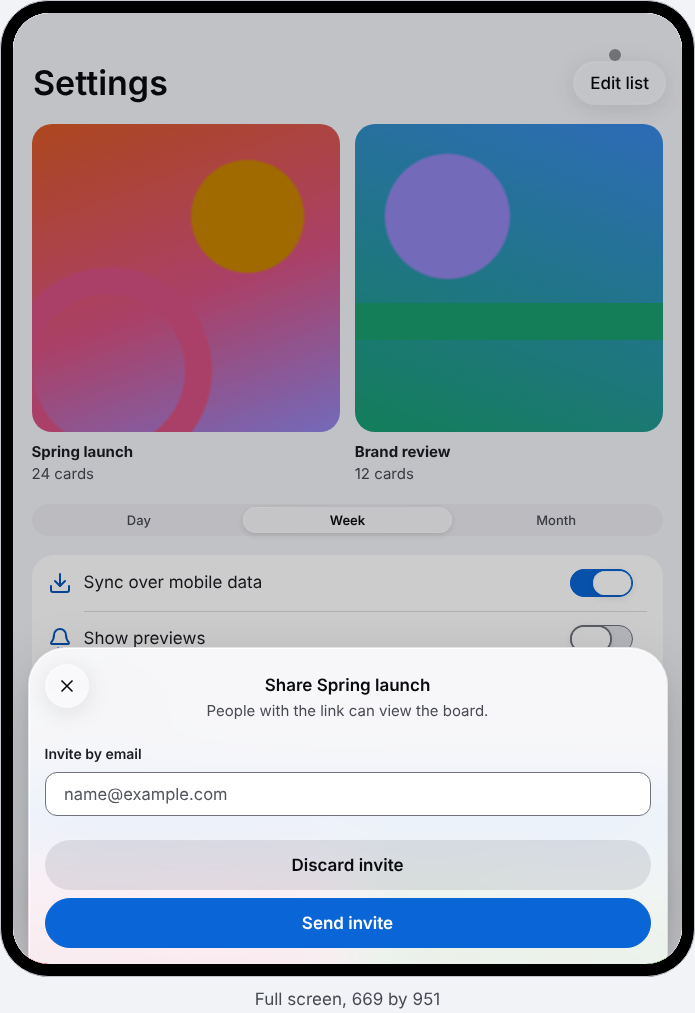 Settings
Edit list
Spring launch
24 cards
Brand review
12 cards
Day
Week
Month
Sync over mobile data
Show previews
Share Spring launch
People with the link can view the board.
Invite by email
name@example.com
Discard invite
Send invite
Full screen, 669 by 951